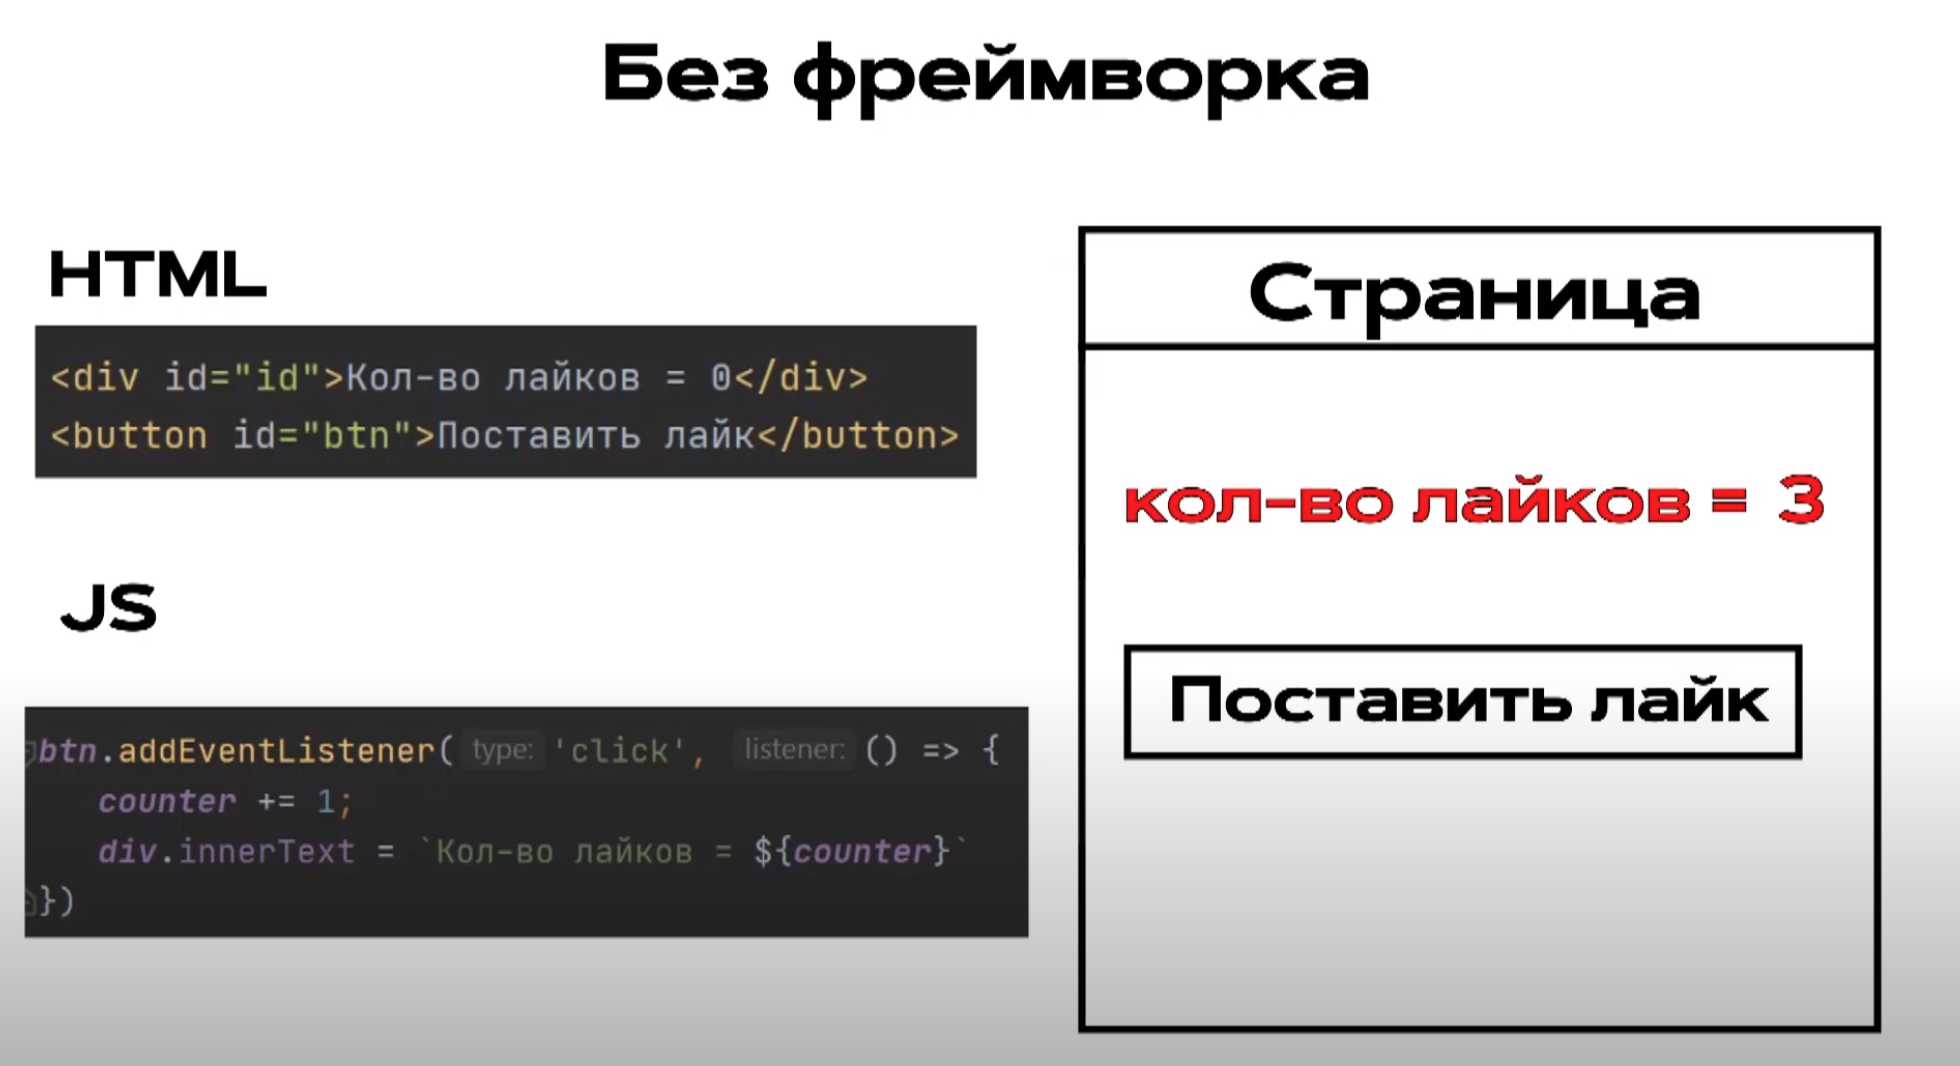 Без фреймворка
HTML
<div id="id">Кол-во лайков = 0</div>
<button id="btn">Поставить лайк</button>
JS
btn.addEventListener( type: 'click', listener: () => {
counter += 1;
div.innerText = `Кол-во лайков = ${counter}`
})
Страница
кол-во лайков = 3
Поставить лайк